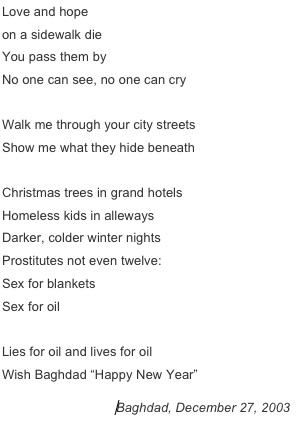 Love and hope
on a sidewalk die
You pass them by
No one can see, no one can cry

Walk me through your city streets
Show me what they hide beneath

Christmas trees in grand hotels
Homeless kids in alleways
Darker, colder winter nights
Prostitutes not even twelve:
Sex for blankets
Sex for oil

Lies for oil and lives for oil
Wish Baghdad “Happy New Year”
Baghdad, December 27, 2003